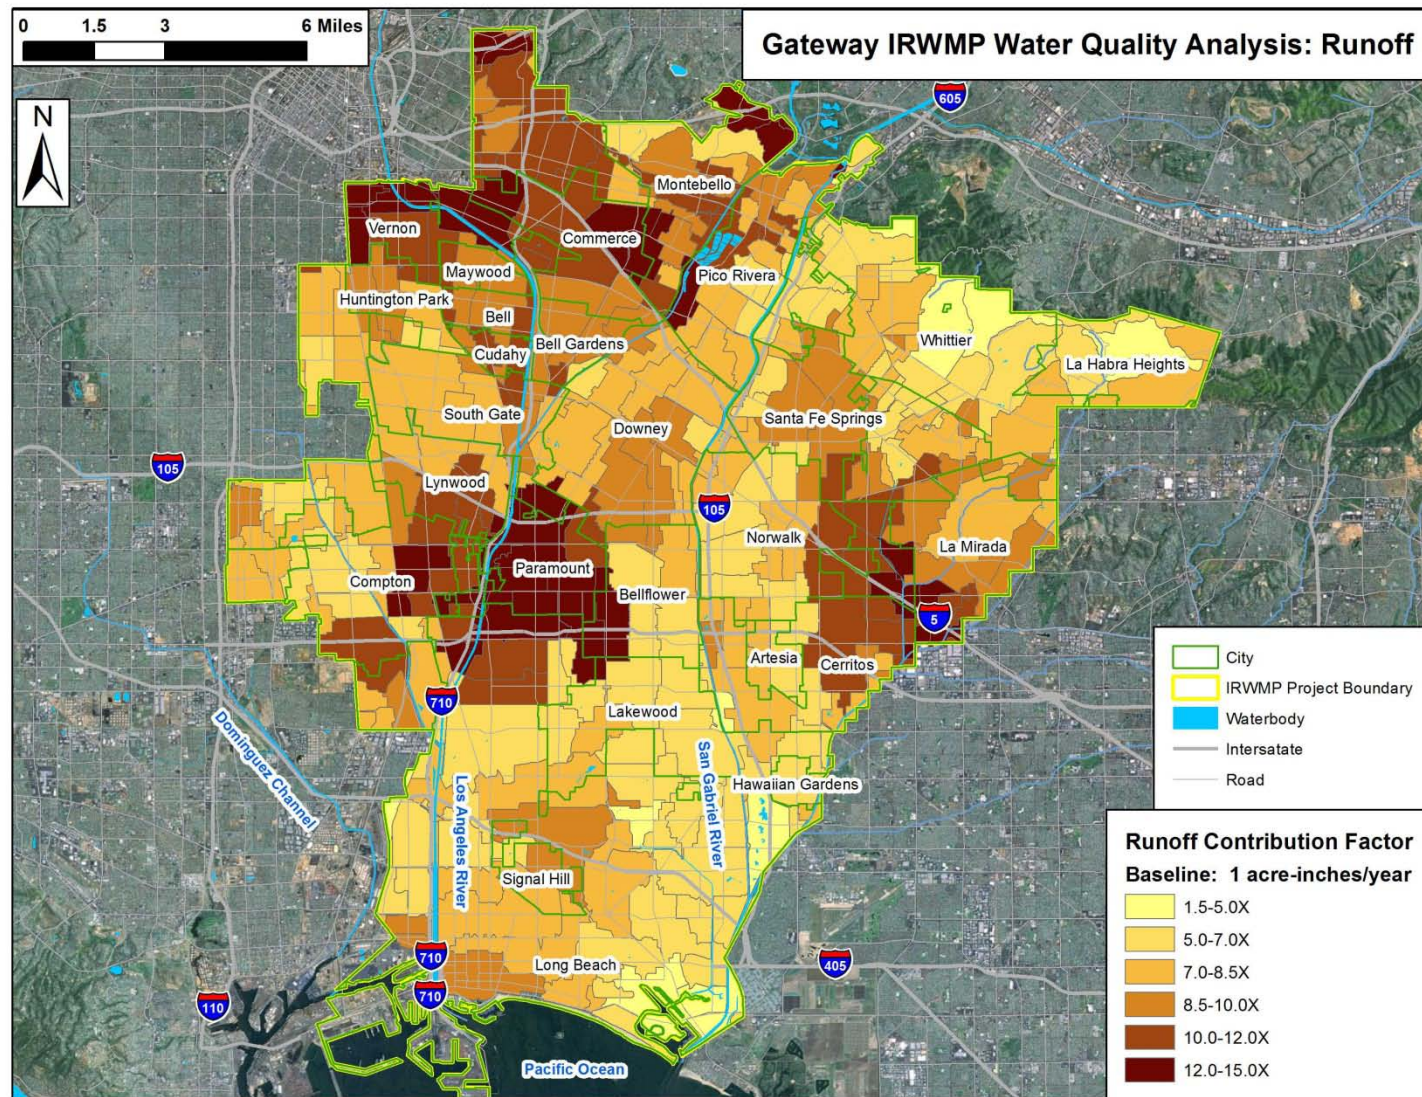 0 1.5 3 6 Miles
Gateway IRWMP Water Quality Analysis: Runoff
N
605
Montebello
Vernon
Commerce
Maywood
Pico Rivera
Huntington Park
Bell
Bell Gardens
Whittier
Cudahy
La Habra Heights
South Gate
Downey
Santa Fe Springs
105
Lynwood
105
Norwalk
La Mirada
Paramount
Compton
Bellflower
5
Artesia
Cerritos
710
Lakewood
Dominguez Channel
Los Angeles River
San Gabriel River
Hawaiian Gardens
Signal Hill
710
Long Beach
405
710
110
Pacific Ocean
City
IRWMP Project Boundary
Waterbody
Intersatate
Road
Runoff Contribution Factor
Baseline: 1 acre-inches/year
1.5-5.0X
5.0-7.0X
7.0-8.5X
8.5-10.0X
10.0-12.0X
12.0-15.0X